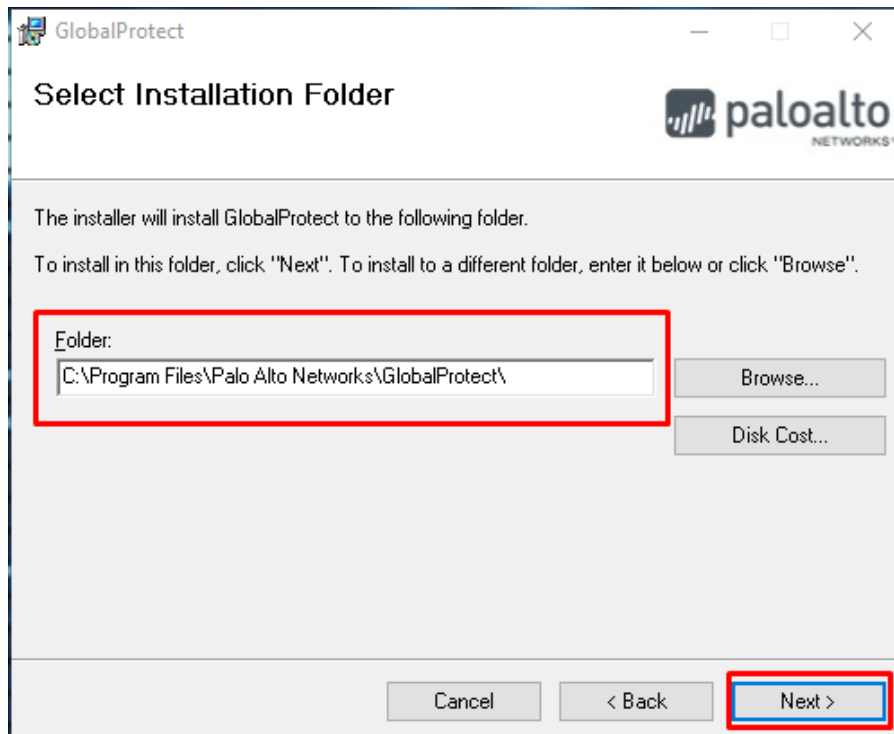 GlobalProtect
Select Installation Folder
paloalto
NETWORKS
The installer will install GlobalProtect to the following folder.
To install in this folder, click "Next". To install to a different folder, enter it below or click "Browse".
Folder:
C:\Program Files\Palo Alto Networks\GlobalProtect\
Browse...
Disk Cost...
Cancel
< Back
Next >